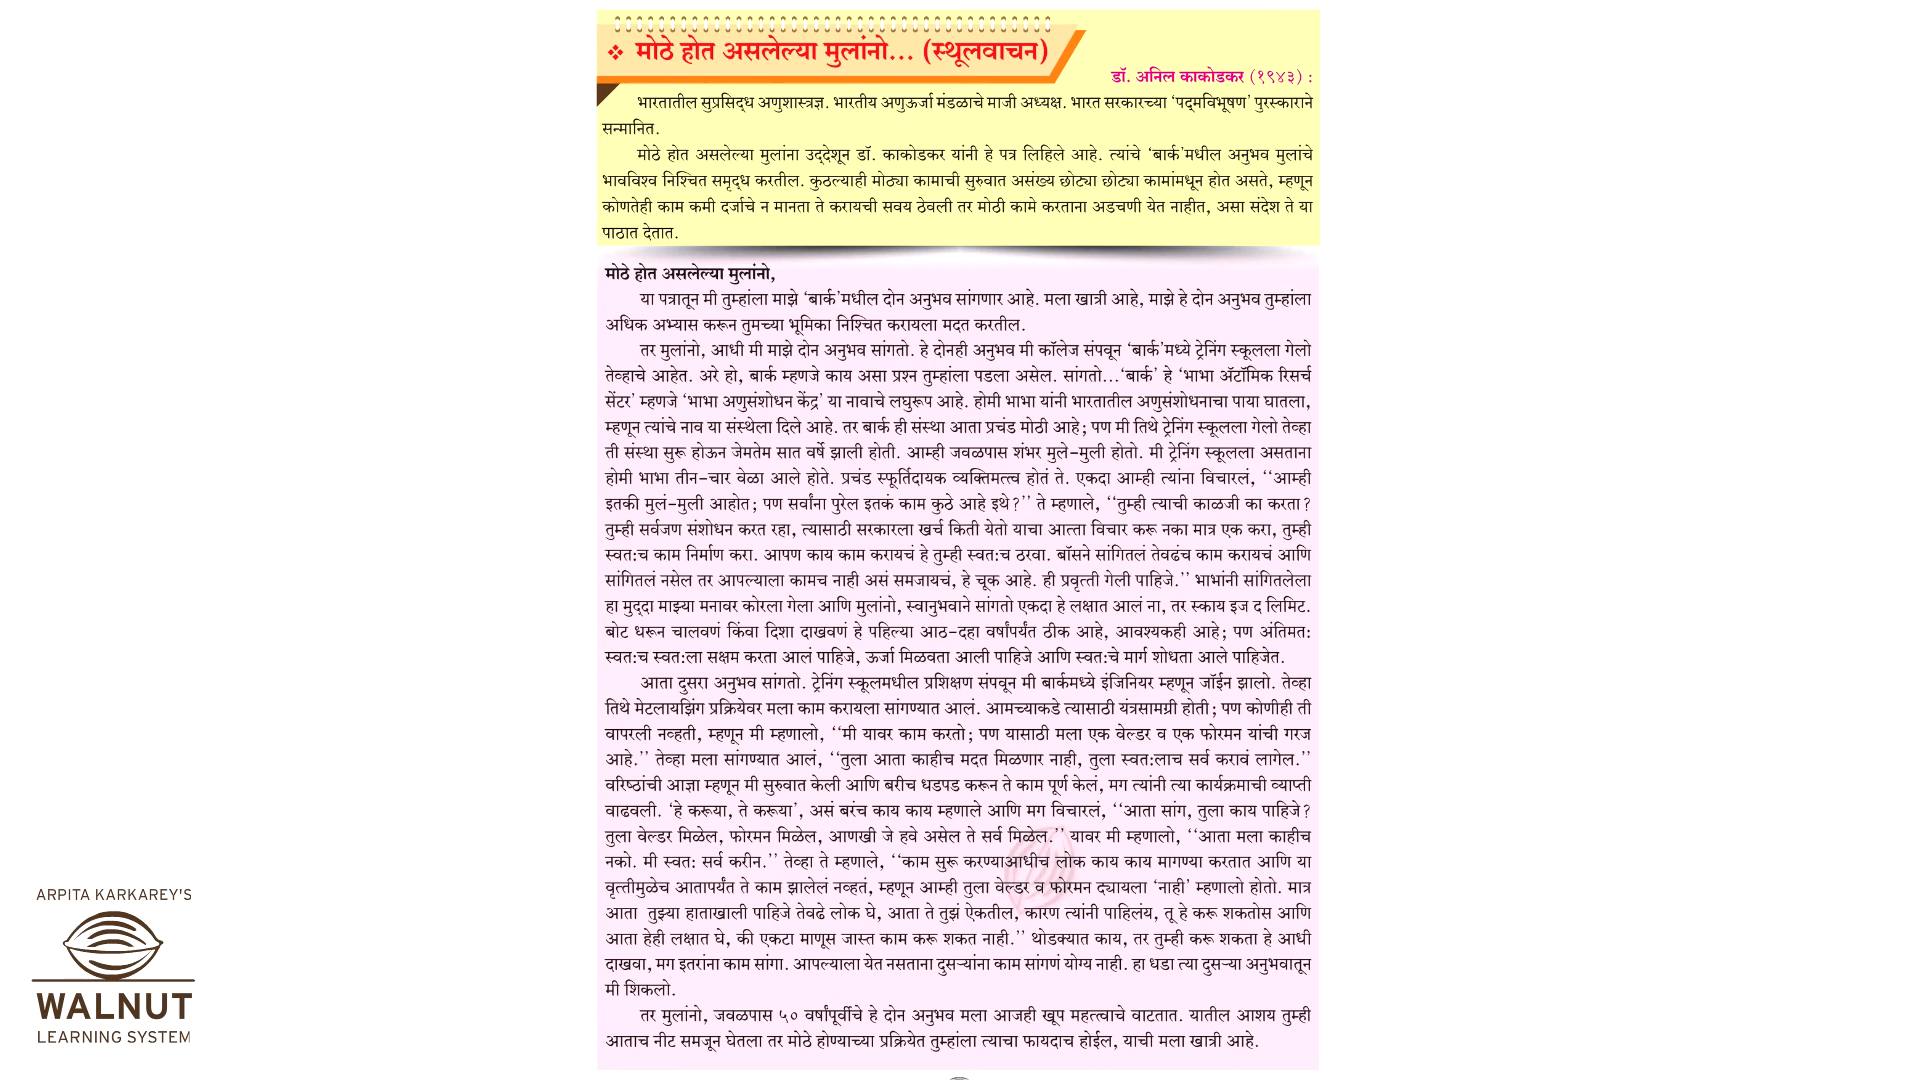 ❖ मोठे होत असलेल्या मुलांनो... (स्थूलवाचन)
डॉ. अनिल काकोडकर (१९४३) :
भारतातील सुप्रसिद्ध अणुशास्त्रज्ञ. भारतीय अणुऊर्जा मंडळाचे माजी अध्यक्ष. भारत सरकारच्या ‘पद्मविभूषण’ पुरस्काराने
सन्मानित.
मोठे होत असलेल्या मुलांना उद्देशून डॉ. काकोडकर यांनी हे पत्र लिहिले आहे. त्यांचे ‘बार्क’मधील अनुभव मुलांचे
भावविश्व निश्चित समृद्ध करतील. कुठल्याही मोठ्या कामाची सुरुवात असंख्य छोट्या छोट्या कामांमधून होत असते, म्हणून
कोणतेही काम कमी दर्जाचे न मानता ते करायची सवय ठेवली तर मोठी कामे करताना अडचणी येत नाहीत, असा संदेश ते या
पाठात देतात.
मोठे होत असलेल्या मुलांनो,
या पत्रातून मी तुम्हांला माझे ‘बार्क’मधील दोन अनुभव सांगणार आहे. मला खात्री आहे, माझे हे दोन अनुभव तुम्हांला
अधिक अभ्यास करून तुमच्या भूमिका निश्चित करायला मदत करतील.
तर मुलांनो, आधी मी माझे दोन अनुभव सांगतो. हे दोनही अनुभव मी कॉलेज संपवून ‘बार्क’मध्ये ट्रेनिंग स्कूलला गेलो
तेव्हाचे आहेत. अरे हो, बार्क म्हणजे काय असा प्रश्न तुम्हांला पडला असेल. सांगतो...‘बार्क’ हे ‘भाभा ॲटॉमिक रिसर्च
सेंटर’ म्हणजे ‘भाभा अणुसंशोधन केंद्र’ या नावाचे लघुरूप आहे. होमी भाभा यांनी भारतातील अणुसंशोधनाचा पाया घातला,
म्हणून त्यांचे नाव या संस्थेला दिले आहे. तर बार्क ही संस्था आता प्रचंड मोठी आहे; पण मी तिथे ट्रेनिंग स्कूलला गेलो तेव्हा
ती संस्था सुरू होऊन जेमतेम सात वर्षे झाली होती. आम्ही जवळपास शंभर मुले-मुली होतो. मी ट्रेनिंग स्कूलला असताना
होमी भाभा तीन-चार वेळा आले होते. प्रचंड स्फूर्तिदायक व्यक्तिमत्त्व होतं ते. एकदा आम्ही त्यांना विचारलं, ‘‘आम्ही
इतकी मुलं-मुली आहोत; पण सर्वांना पुरेल इतकं काम कुठे आहे इथे?’’ ते म्हणाले, ‘‘तुम्ही त्याची काळजी का करता?
तुम्ही सर्वजण संशोधन करत रहा, त्यासाठी सरकारला खर्च किती येतो याचा आत्ता विचार करू नका मात्र एक करा, तुम्ही
स्वतःच काम निर्माण करा. आपण काय काम करायचं हे तुम्ही स्वतःच ठरवा. बॉसने सांगितलं तेवढंच काम करायचं आणि
सांगितलं नसेल तर आपल्याला कामच नाही असं समजायचं, हे चूक आहे. ही प्रवृत्ती गेली पाहिजे.’’ भाभांनी सांगितलेला
हा मुद्दा माझ्या मनावर कोरला गेला आणि मुलांनो, स्वानुभवाने सांगतो एकदा हे लक्षात आलं ना, तर स्काय इज द लिमिट.
बोट धरून चालवणं किंवा दिशा दाखवणं हे पहिल्या आठ-दहा वर्षांपर्यंत ठीक आहे, आवश्यकही आहे; पण अंतिमतः
स्वतःच स्वतःला सक्षम करता आलं पाहिजे, ऊर्जा मिळवता आली पाहिजे आणि स्वतःचे मार्ग शोधता आले पाहिजेत.
आता दुसरा अनुभव सांगतो. ट्रेनिंग स्कूलमधील प्रशिक्षण संपवून मी बार्कमध्ये इंजिनियर म्हणून जॉईन झालो. तेव्हा
तिथे मेटलायझिंग प्रक्रियेवर मला काम करायला सांगण्यात आलं. आमच्याकडे त्यासाठी यंत्रसामग्री होती; पण कोणीही ती
वापरली नव्हती, म्हणून मी म्हणालो, ‘‘मी यावर काम करतो; पण यासाठी मला एक वेल्डर व एक फोरमन यांची गरज
आहे.’’ तेव्हा मला सांगण्यात आलं, ‘‘तुला आता काहीच मदत मिळणार नाही, तुला स्वतःलाच सर्व करावं लागेल.’’
वरिष्ठांची आज्ञा म्हणून मी सुरुवात केली आणि बरीच धडपड करून ते काम पूर्ण केलं, मग त्यांनी त्या कार्यक्रमाची व्याप्ती
वाढवली. ‘हे करूया, ते करूया’, असं बरंच काय काय म्हणाले आणि मग विचारलं, ‘‘आता सांग, तुला काय पाहिजे?
तुला वेल्डर मिळेल, फोरमन मिळेल, आणखी जे हवे असेल ते सर्व मिळेल.’’ यावर मी म्हणालो, ‘‘आता मला काहीच
नको. मी स्वतः सर्व करीन.’’ तेव्हा ते म्हणाले, ‘‘काम सुरू करण्याआधीच लोक काय काय मागण्या करतात आणि या
वृत्तीमुळेच आतापर्यंत ते काम झालेलं नव्हतं, म्हणून आम्ही तुला वेल्डर व फोरमन द्यायला ‘नाही’ म्हणालो होतो. मात्र
आता तुझ्या हाताखाली पाहिजे तेवढे लोक घे, आता ते तुझं ऐकतील, कारण त्यांनी पाहिलंय, तू हे करू शकतोस आणि
आता हेही लक्षात घे, की एकटा माणूस जास्त काम करू शकत नाही.’’ थोडक्यात काय, तर तुम्ही करू शकता हे आधी
दाखवा, मग इतरांना काम सांगा. आपल्याला येत नसताना दुसऱ्यांना काम सांगणं योग्य नाही. हा धडा त्या दुसऱ्या अनुभवातून
मी शिकलो.
तर मुलांनो, जवळपास ५० वर्षांपूर्वीचे हे दोन अनुभव मला आजही खूप महत्त्वाचे वाटतात. यातील आशय तुम्ही
आताच नीट समजून घेतला तर मोठे होण्याच्या प्रक्रियेत तुम्हांला त्याचा फायदाच होईल, याची मला खात्री आहे.
ARPITA KARKAREY'S
WALNUT
LEARNING SYSTEM